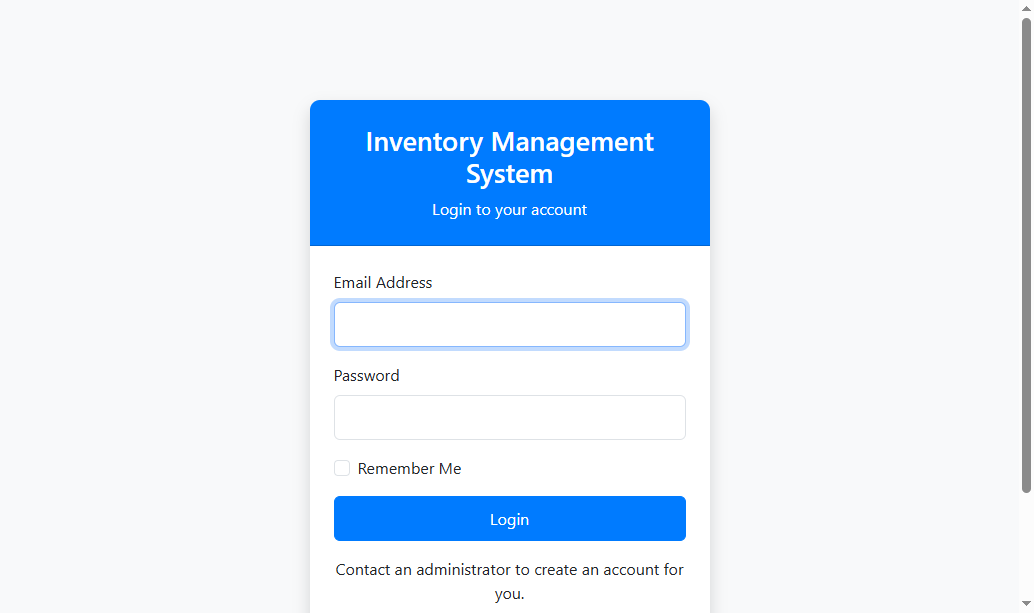 Inventory Management
System
Login to your account
Email Address
Password
Remember Me
Login
Contact an administrator to create an account for
you.